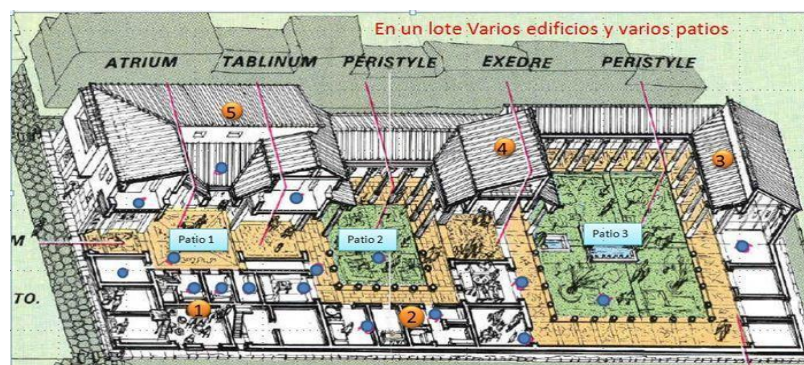 En un lote Varios edificios y varios patios
ATRIUM TABLINUM PERISTYLE EXEDRE PERISTYLE
5
4
3
Patio 1 Patio 2 Patio 3
M
TO.
1
2